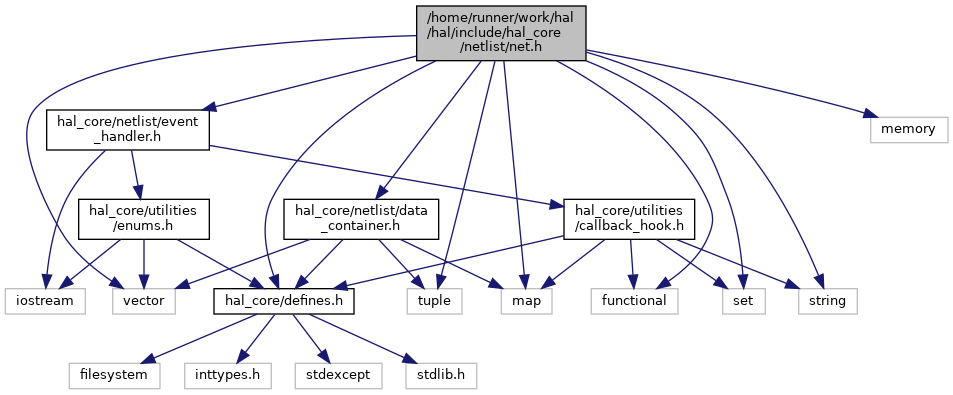 /home/runner/work/hal
/hal/include/hal_core
/netlist/net.h
hal_core/netlist/event
_handler.h
memory
hal_core/utilities
/enums.h
hal_core/netlist/data
_container.h
hal_core/utilities
/callback_hook.h
iostream
vector
hal_core/defines.h
tuple
map
functional
set
string
filesystem
inttypes.h
stdexcept
stdlib.h